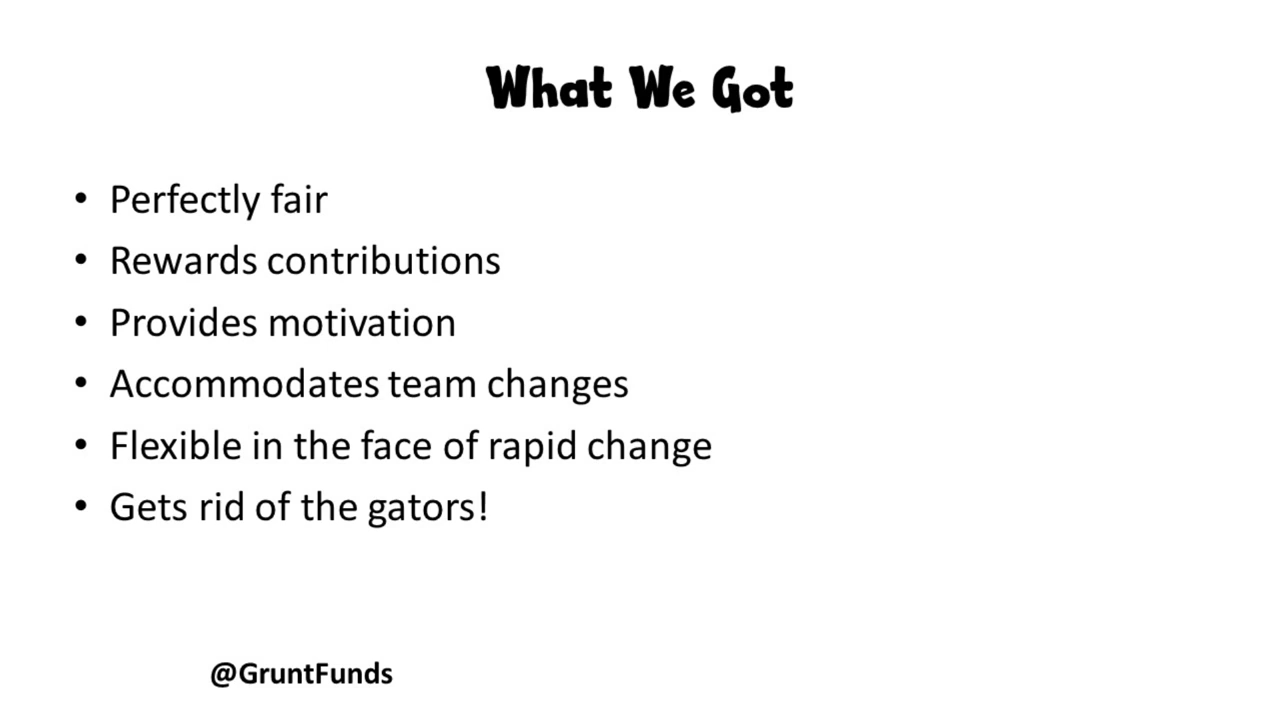 What We Got
• Perfectly fair
• Rewards contributions
• Provides motivation
• Accommodates team changes
• Flexible in the face of rapid change
• Gets rid of the gators!
@GruntFunds